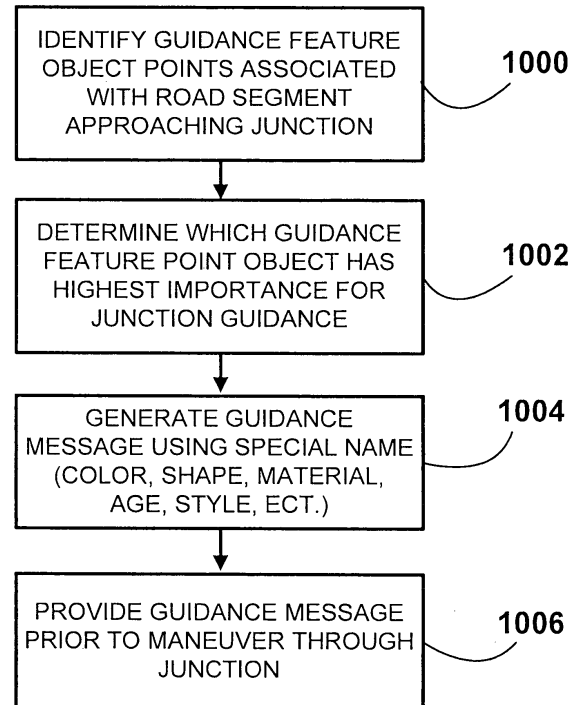 IDENTIFY GUIDANCE FEATURE
OBJECT POINTS ASSOCIATED
WITH ROAD SEGMENT
APPROACHING JUNCTION
1000
DETERMINE WHICH GUIDANCE
FEATURE POINT OBJECT HAS
HIGHEST IMPORTANCE FOR
JUNCTION GUIDANCE
1002
GENERATE GUIDANCE
MESSAGE USING SPECIAL NAME
(COLOR, SHAPE, MATERIAL,
AGE, STYLE, ECT.)
1004
PROVIDE GUIDANCE MESSAGE
PRIOR TO MANEUVER THROUGH
JUNCTION
1006